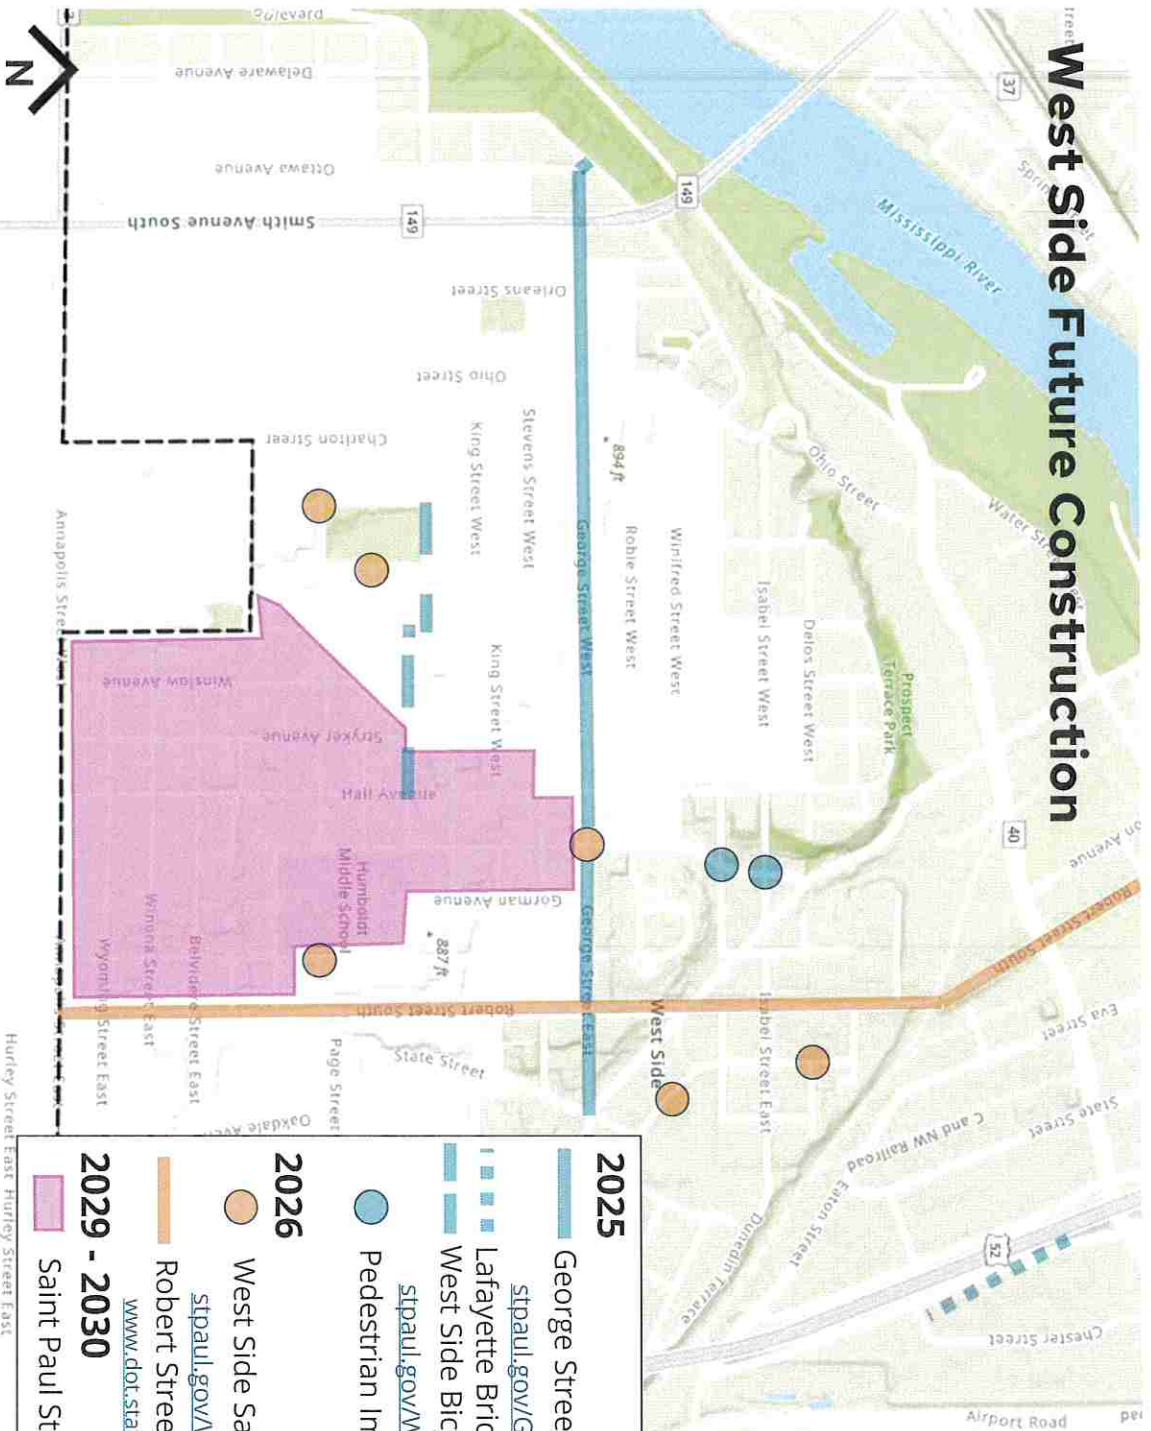 West Side Future Construction
37
149
149
40
52
Mississippi River
Delaware Avenue
Ottawa Avenue
Smith Avenue South
Orleans Street
Ohio Street
Charlton Street
Stevens Street West
King Street West
894 ft
George Street West
Robie Street West
Winifred Street West
Isabel Street West
Delos Street West
Ohio Street
Water Street
Prospect
Terrace Park
King Street West
Winslow Avenue
Stryker Avenue
Hall Avenue
Humboldt
Middle School
Gorman Avenue
887 ft
George Street East
Robert Street South
Robert Street South
West Side
Isabel Street East
Belvidere Street East
Winona Street East
Wyoming Street East
Page Street
State Street
Eva Street
State Street
C and NW Railroad
Eaton Street
Dunedin Terrace
Chester Street
Airport Road
Hurley Street East Hurley Street East
N
2025
George Stree
stpaul.gov/G
Lafayette Bric
West Side Bic
stpaul.gov/W
Pedestrian Im
2026
West Side Sa
stpaul.gov/
Robert Stree
www.dot.sta
2029 - 2030
Saint Paul St